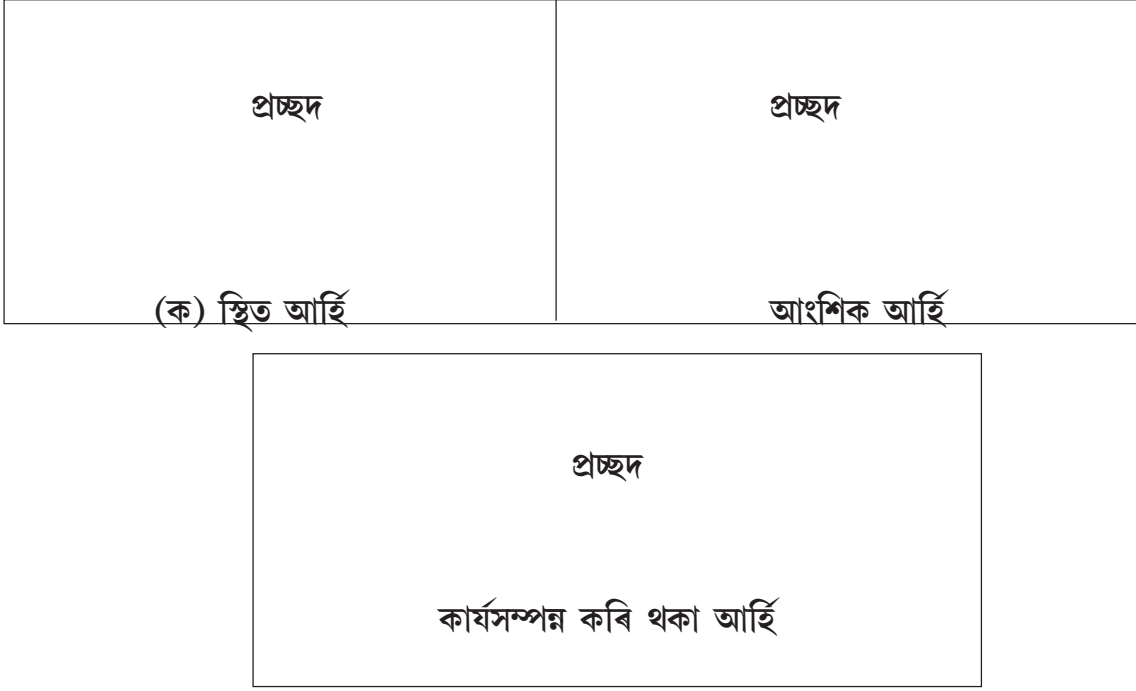 প্ৰচ্ছদ
প্ৰচ্ছদ
(ক) স্থিত আৰ্হি
আংশিক আৰ্হি
প্ৰচ্ছদ
কাৰ্যসম্পন্ন কৰি থকা আৰ্হি